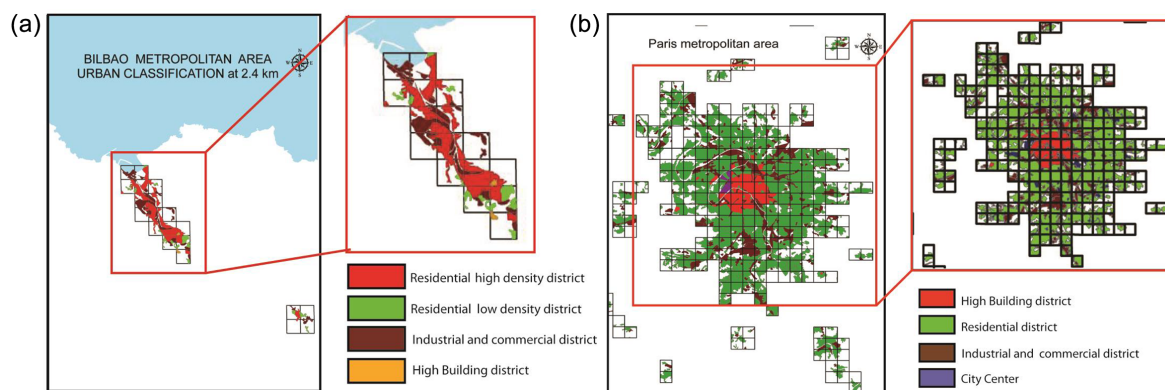 (a)
BILBAO METROPOLITAN AREA
URBAN CLASSIFICATION at 2.4 km
N
W E
S
Residential high density district
Residential low density district
Industrial and commercial district
High Building district
(b)
Paris metropolitan area
N
W E
S
N
W E
S
High Building district
Residential district
Industrial and commercial district
City Center